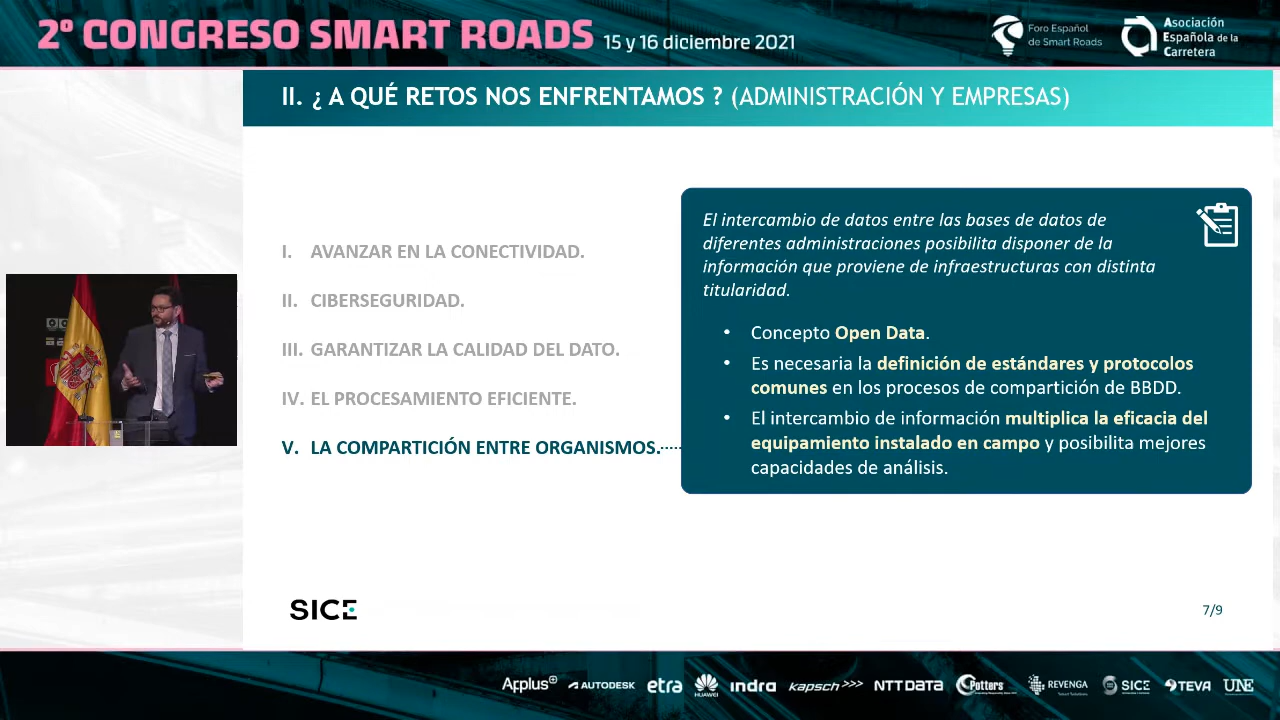 2º CONGRESO SMART ROADS 15 y 16 diciembre 2021
Foro Español
de Smart Roads
Asociación
Española de la
Carretera
II. ¿ A QUÉ RETOS NOS ENFRENTAMOS ? (ADMINISTRACIÓN Y EMPRESAS)
I. AVANZAR EN LA CONECTIVIDAD.
II. CIBERSEGURIDAD.
III. GARANTIZAR LA CALIDAD DEL DATO.
IV. EL PROCESAMIENTO EFICIENTE.
V. LA COMPARTICIÓN ENTRE ORGANISMOS.
El intercambio de datos entre las bases de datos de
diferentes administraciones posibilita disponer de la
información que proviene de infraestructuras con distinta
titularidad.
• Concepto Open Data.
• Es necesaria la definición de estándares y protocolos
comunes en los procesos de compartición de BBDD.
• El intercambio de información multiplica la eficacia del
equipamiento instalado en campo y posibilita mejores
capacidades de análisis.
SICE
7/9
Applus+ AUTODESK etra HUAWEI indra kapsch>>> NTT DATA Potters REVENGA SICE TEVA UNE